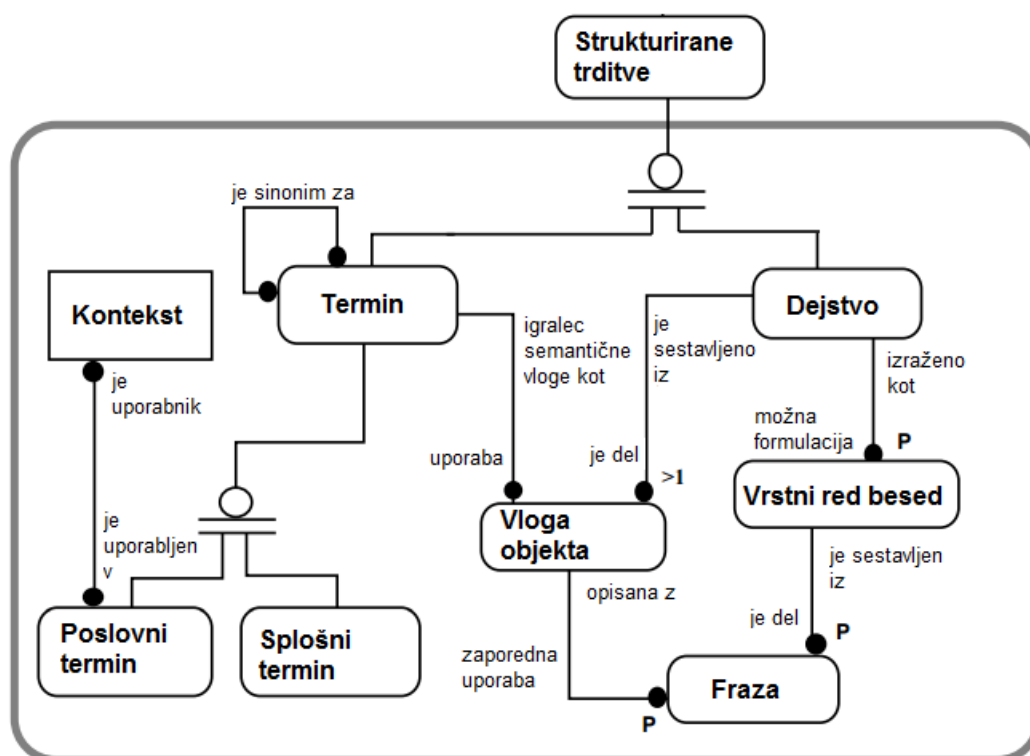 Strukturirane
trditve
je sinonim za
Kontekst
Termin
Dejstvo
igralec
semantične
vloge kot
je
sestavljeno
iz
izraženo
kot
je
uporabnik
možna
formulacija
P
uporaba
je del
>1
Vrstni red besed
Vloga
objekta
je
uporabljen
v
je sestavljen
iz
opisana z
Poslovni
termin
Splošni
termin
je del
P
zaporedna
uporaba
Fraza
P